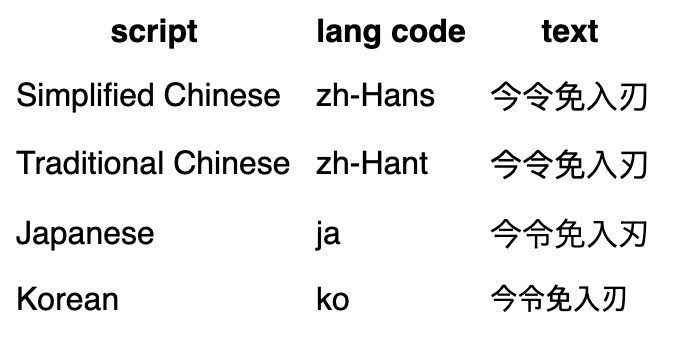 script lang code text
Simplified Chinese zh-Hans 今令免入刃
Traditional Chinese zh-Hant 今令免入刃
Japanese ja 今令免入刃
Korean ko 今令免入刃